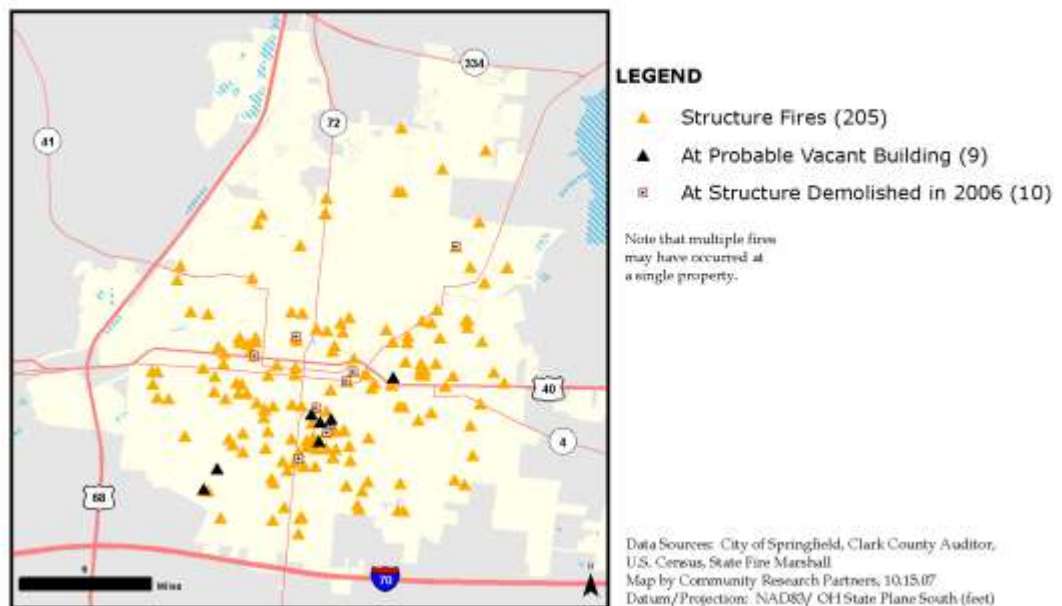 334
72
41
40
4
68
70
Miles
N
LEGEND
Structure Fires (205)
At Probable Vacant Building (9)
At Structure Demolished in 2006 (10)
Note that multiple fires
may have occurred at
a single property.
Data Sources: City of Springfield, Clark County Auditor,
U.S. Census, State Fire Marshall
Map by Community Research Partners, 10.15.07
Datum/Projection: NAD83/ OH State Plane South (feet)